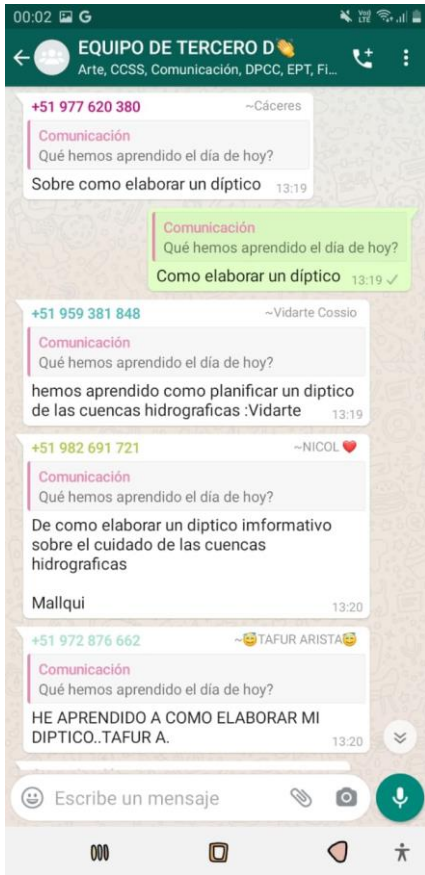 00:02 G
EQUIPO DE TERCERO D👏
Arte, CCSS, Comunicación, DPCC, EPT, Fi...
+51 977 620 380 ~Cáceres
Comunicación
Qué hemos aprendido el día de hoy?
Sobre como elaborar un díptico 13:19
Comunicación
Qué hemos aprendido el día de hoy?
Como elaborar un díptico 13:19
+51 959 381 848 ~Vidarte Cossio
Comunicación
Qué hemos aprendido el día de hoy?
hemos aprendido como planificar un diptico
de las cuencas hidrograficas :Vidarte 13:19
+51 982 691 721 ~NICOL❤️
Comunicación
Qué hemos aprendido el día de hoy?
De como elaborar un diptico imformativo
sobre el cuidado de las cuencas
hidrograficas
Mallqui 13:20
+51 972 876 662 ~😅TAFUR ARISTA😅
Comunicación
Qué hemos aprendido el día de hoy?
HE APRENDIDO A COMO ELABORAR MI
DIPTICO..TAFUR A. 13:20
Escribe un mensaje